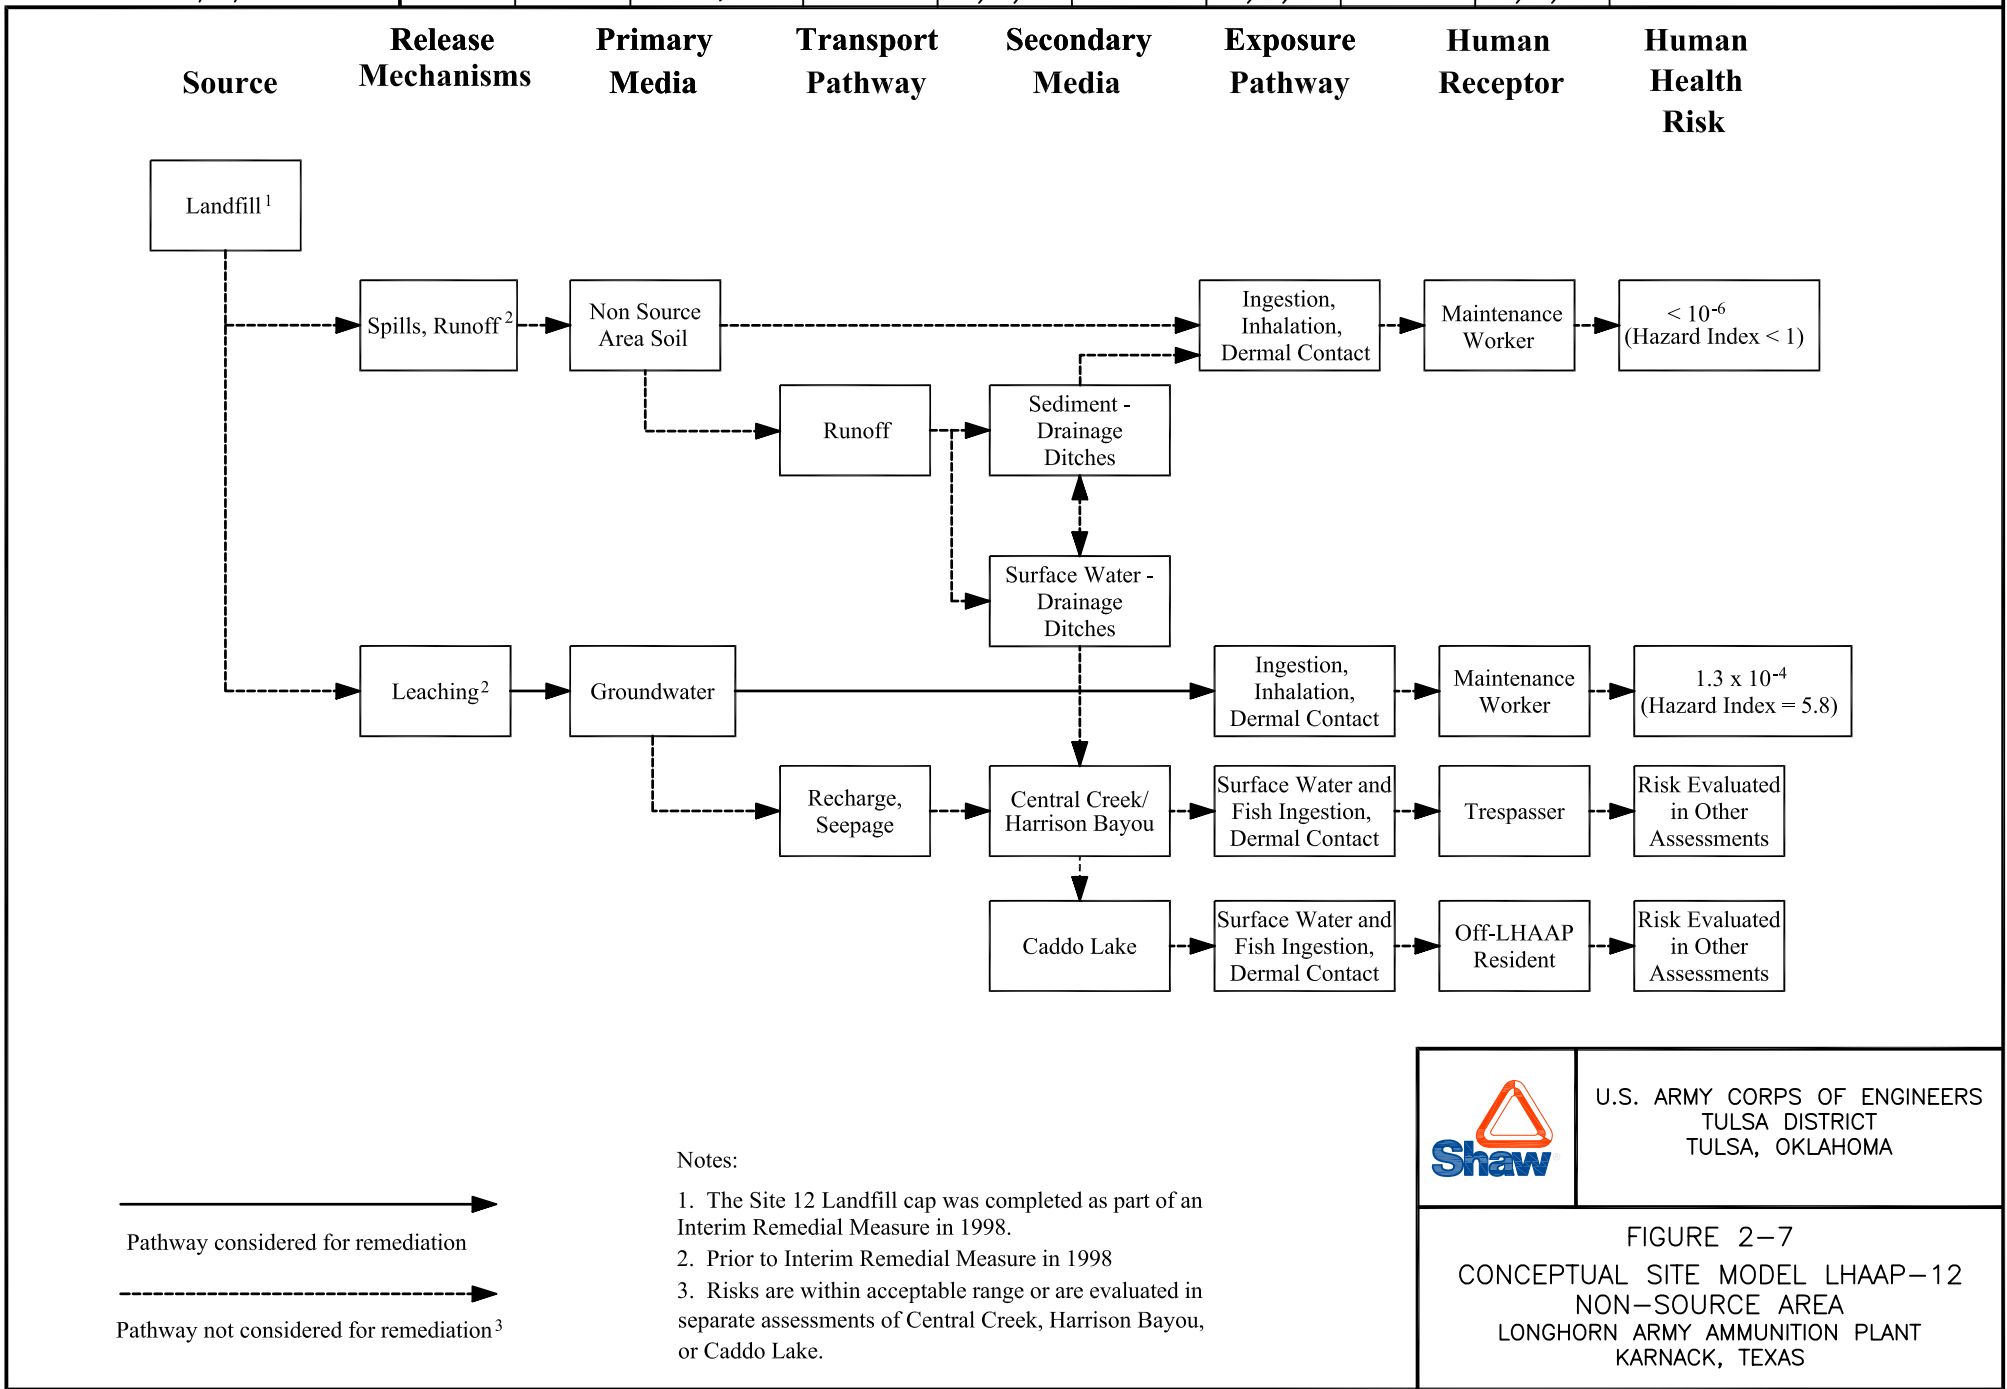 Source
Release
Mechanisms
Primary
Media
Transport
Pathway
Secondary
Media
Exposure
Pathway
Human
Receptor
Human
Health
Risk
Landfill 1
Spills, Runoff 2
Non Source
Area Soil
Ingestion,
Inhalation,
Dermal Contact
Maintenance
Worker
< 10-6
(Hazard Index < 1)
Runoff
Sediment -
Drainage
Ditches
Surface Water -
Drainage
Ditches
Leaching2
Groundwater
Ingestion,
Inhalation,
Dermal Contact
Maintenance
Worker
1.3 x 10-4
(Hazard Index = 5.8)
Recharge,
Seepage
Central Creek/
Harrison Bayou
Surface Water and
Fish Ingestion,
Dermal Contact
Trespasser
Risk Evaluated
in Other
Assessments
Caddo Lake
Surface Water and
Fish Ingestion,
Dermal Contact
Off-LHAAP
Resident
Risk Evaluated
in Other
Assessments
Pathway considered for remediation
Pathway not considered for remediation3
Notes:
1. The Site 12 Landfill cap was completed as part of an
Interim Remedial Measure in 1998.
2. Prior to Interim Remedial Measure in 1998
3. Risks are within acceptable range or are evaluated in
separate assessments of Central Creek, Harrison Bayou,
or Caddo Lake.
Shaw®
U.S. ARMY CORPS OF ENGINEERS
TULSA DISTRICT
TULSA, OKLAHOMA
FIGURE 2-7
CONCEPTUAL SITE MODEL LHAAP-12
NON-SOURCE AREA
LONGHORN ARMY AMMUNITION PLANT
KARNACK, TEXAS